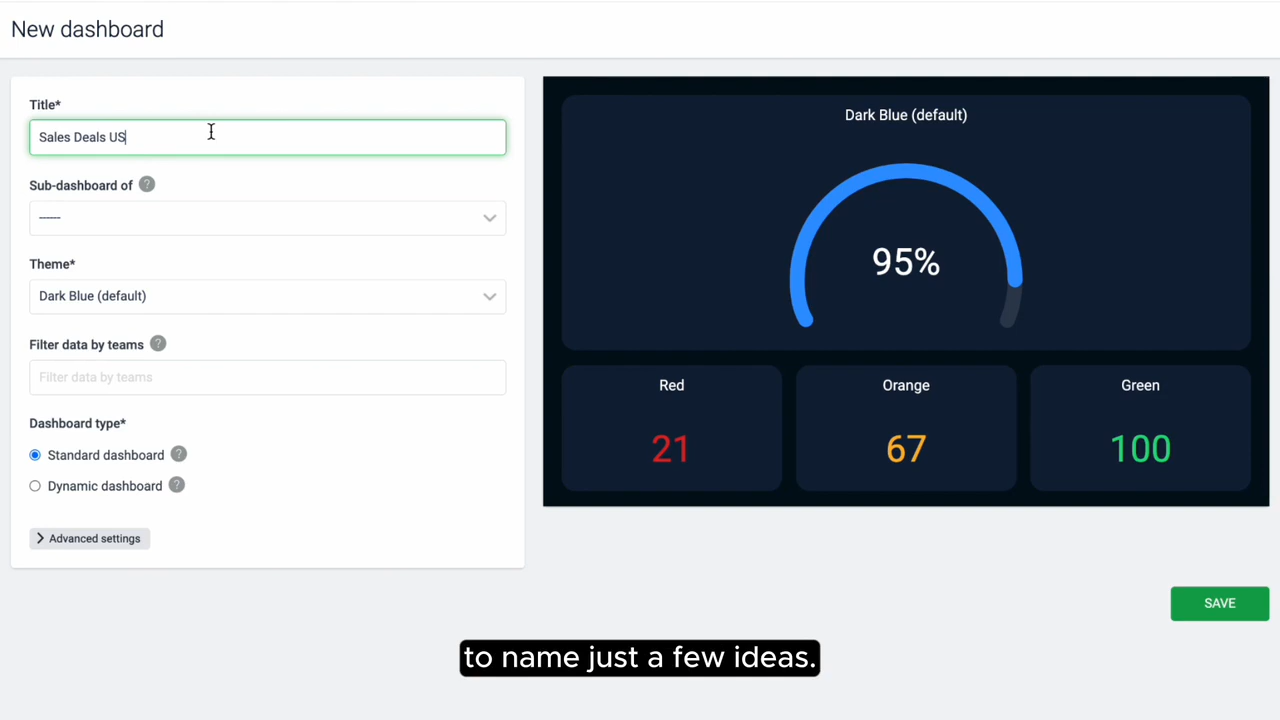 New dashboard
Title*
Sales Deals US
Sub-dashboard of ?
------
Theme*
Dark Blue (default)
Filter data by teams ?
Filter data by teams
Dashboard type*
Standard dashboard ?
Dynamic dashboard ?
Advanced settings
Dark Blue (default)
95%
Red
21
Orange
67
Green
100
SAVE
to name just a few ideas.